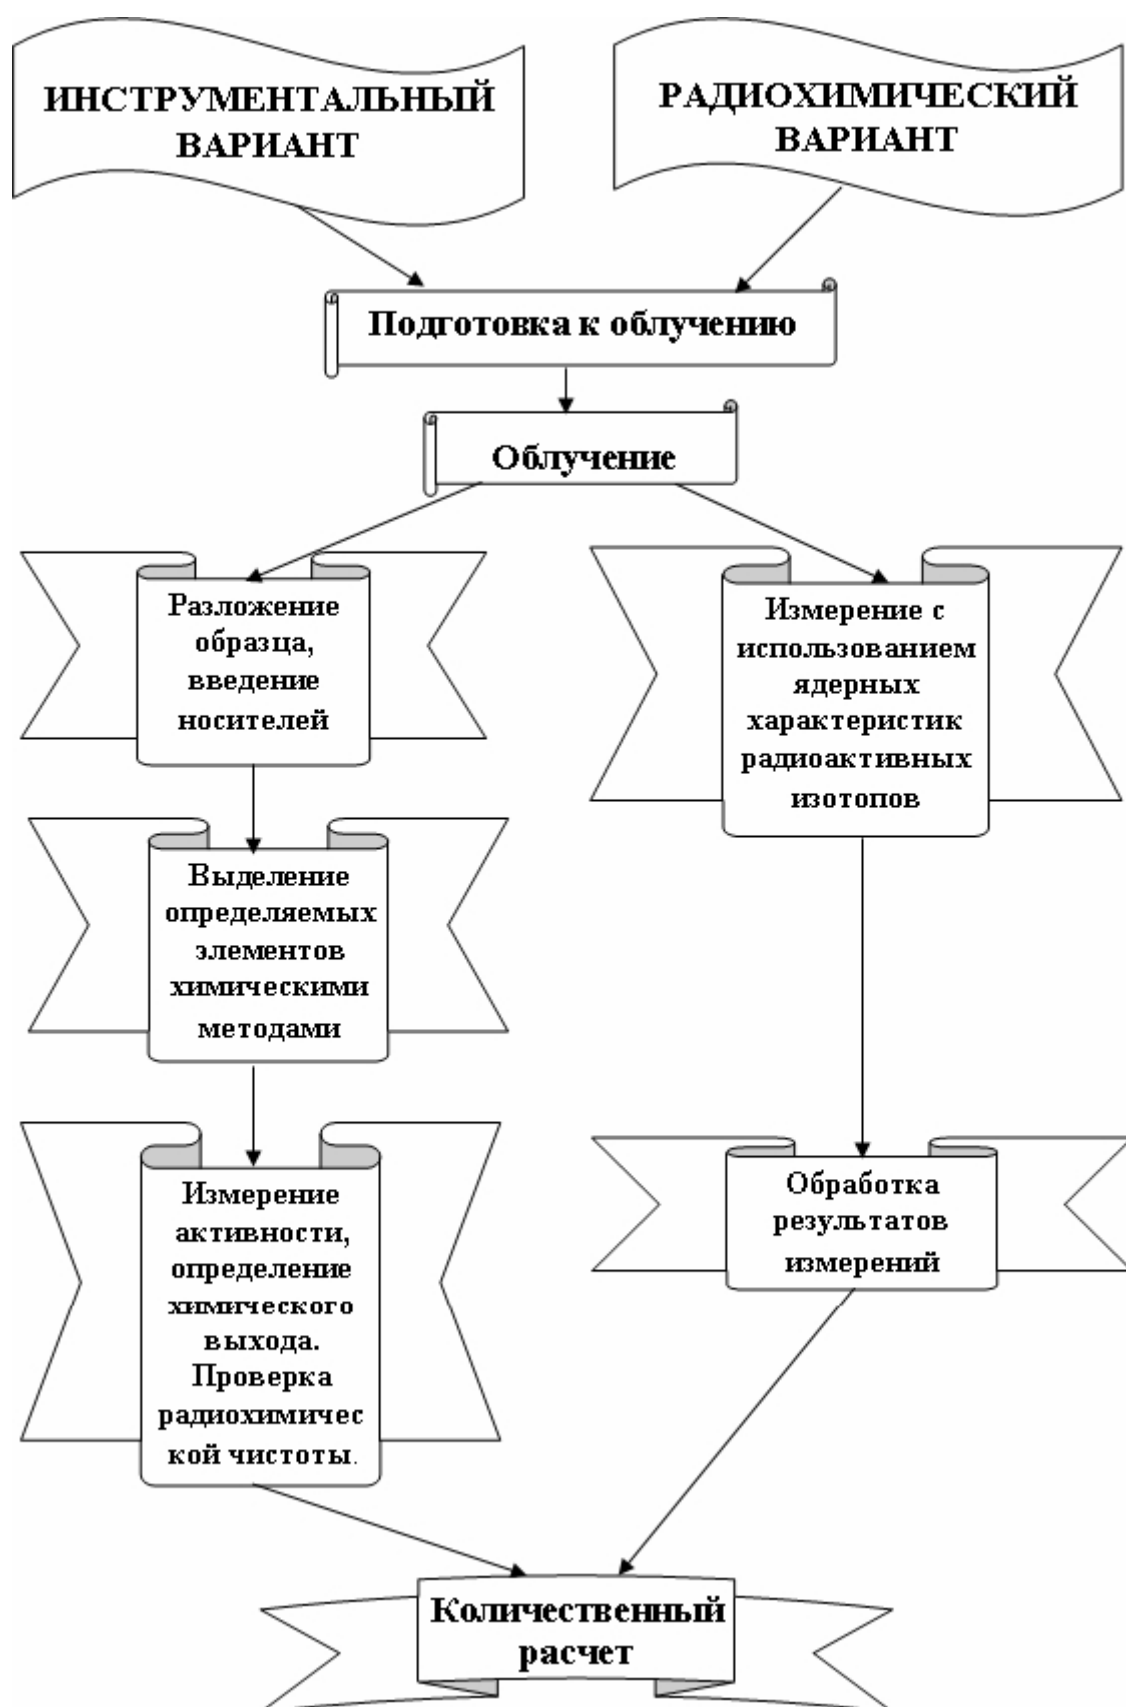 ИНСТРУМЕНТАЛЬНЫЙ
ВАРИАНТ
РАДИОХИМИЧЕСКИЙ
ВАРИАНТ
Подготовка к облучению
Облучение
Разложение
образца,
введение
носителей
Выделение
определяемых
элементов
химическими
методами
Измерение
активности,
определение
химического
выхода.
Проверка
радиохимичес
кой чистоты.
Измерение с
использованием
ядерных
характеристик
радиоактивных
изотопов
Обработка
результатов
измерений
Количественный
расчет